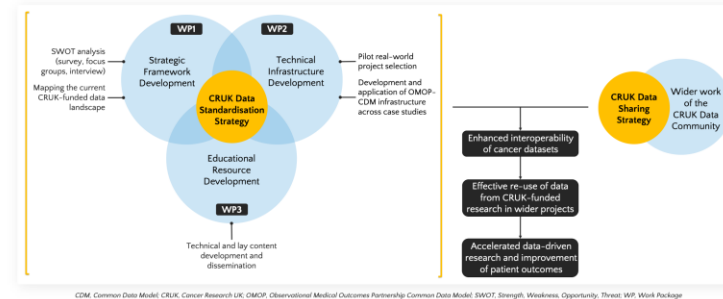 WP1
WP2
SWOT analysis
(survey, focus
groups, interview)
Mapping the current
CRUK-funded data
landscape
Strategic
Framework
Development
Technical
Infrastructure
Development
CRUK Data
Standardisation
Strategy
Pilot real-world
project selection
Development and
application of OMOP-
CDM infrastructure
across case studies
Educational
Resource
Development
WP3
Technical and lay content
development and
dissemination
CRUK Data
Sharing
Strategy
Wider work
of the
CRUK Data
Community
Enhanced interoperability
of cancer datasets
Effective re-use of data
from CRUK-funded
research in wider projects
Accelerated data-driven
research and improvement
of patient outcomes
CDM, Common Data Model; CRUK, Cancer Research UK; OMOP, Observational Medical Outcomes Partnership Common Data Model; SWOT, Strength, Weakness, Opportunity, Threat; WP, Work Package